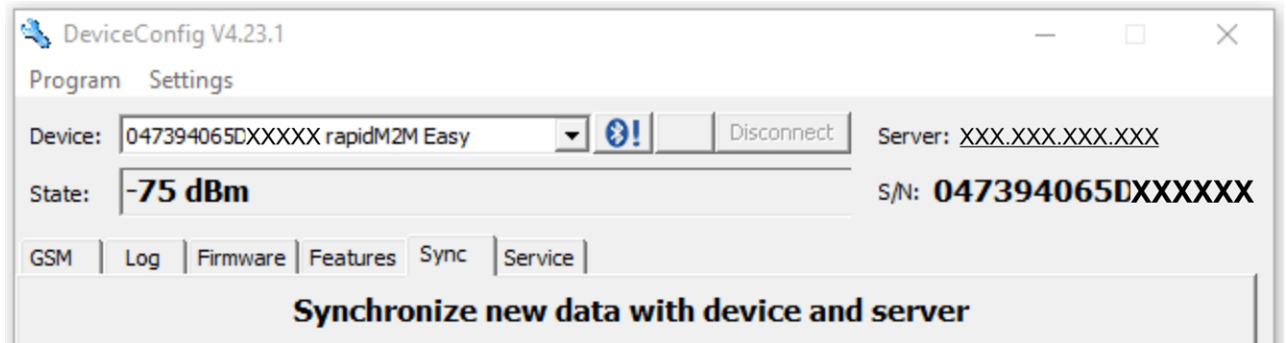 DeviceConfig V4.23.1
Program Settings
Device: 047394065DXXXXX rapidM2M Easy ! Disconnect Server: XXX.XXX.XXX.XXX
State: -75 dBm S/N: 047394065DXXXXXX
GSM Log Firmware Features Sync Service
Synchronize new data with device and server